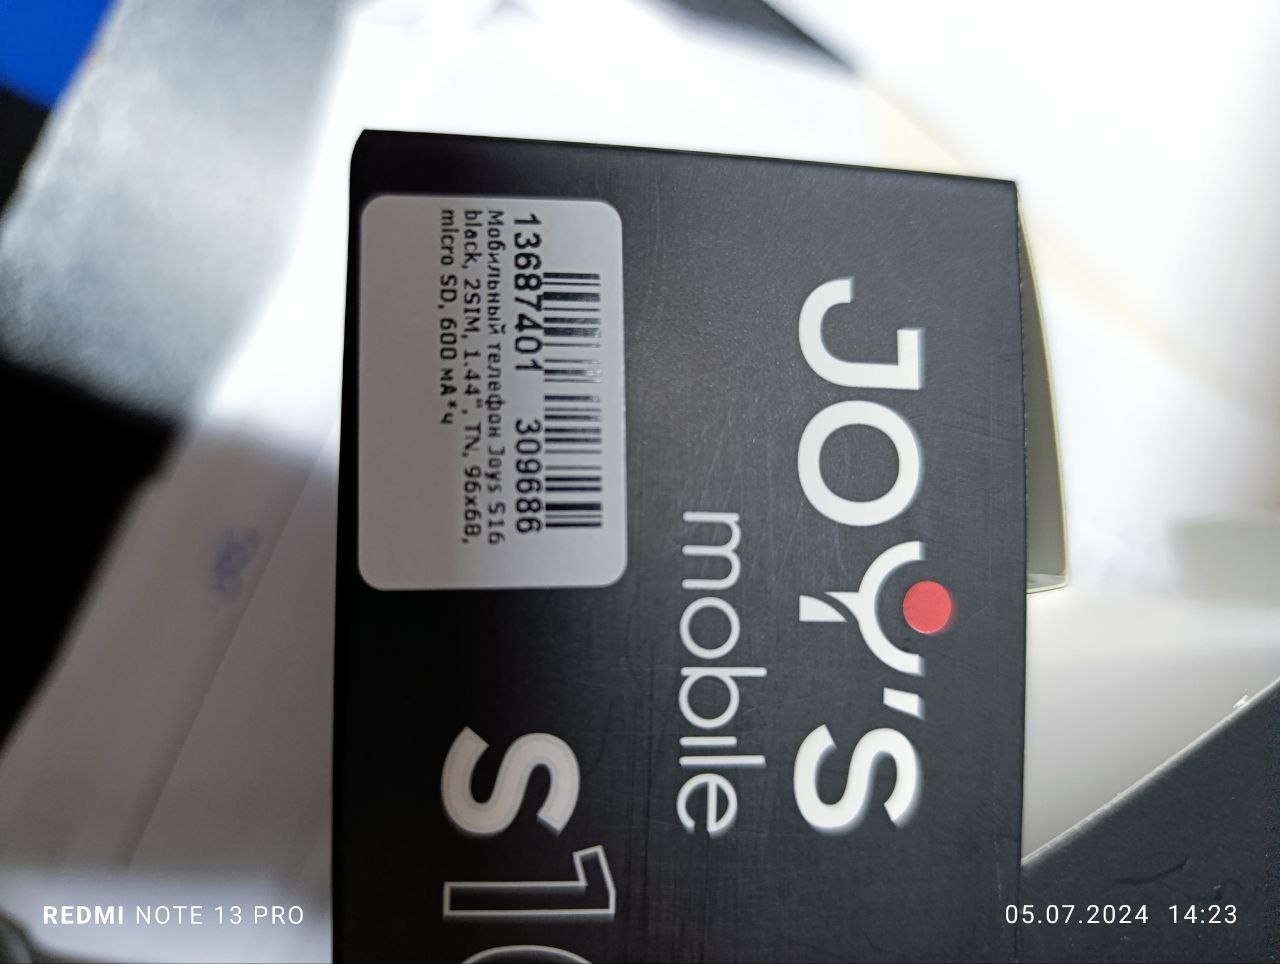 JOY'S
mobile
13687401 309686
Мобильный телефон Joys S16
black, 2SIM, 1.44", TN, 96x68,
micro SD, 600 мА*ч
REDMI NOTE 13 PRO
05.07.2024 14:23